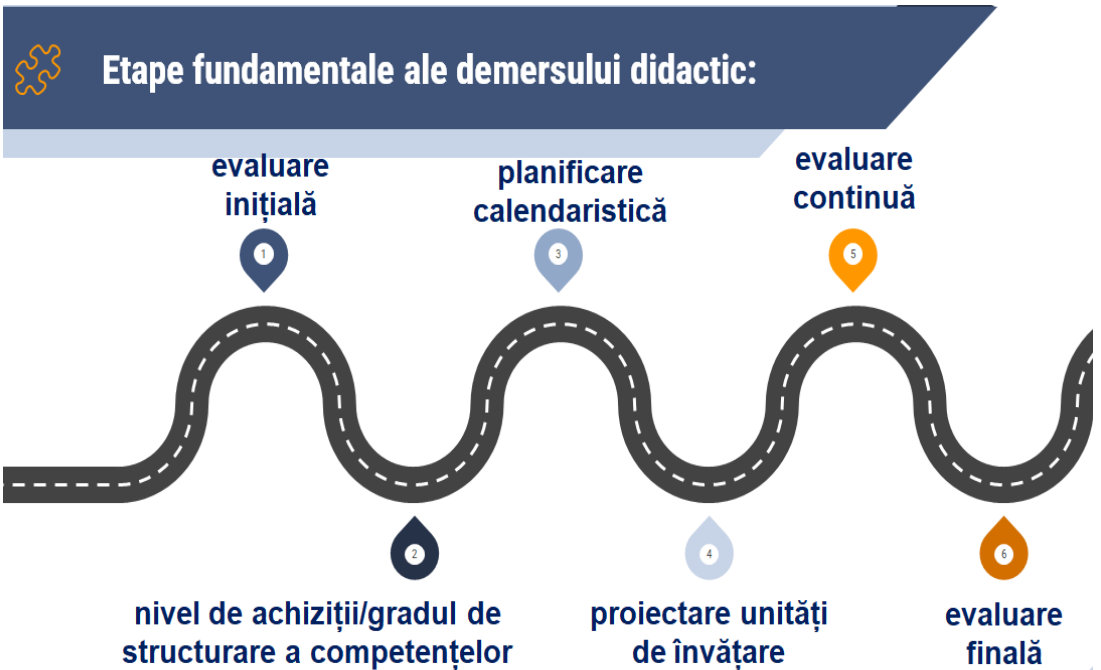 Etape fundamentale ale demersului didactic:
evaluare
inițială
1
nivel de achiziții/gradul de
structurare a competențelor
2
planificare
calendaristică
3
proiectare unități
de învățare
4
evaluare
continuă
5
evaluare
finală
6